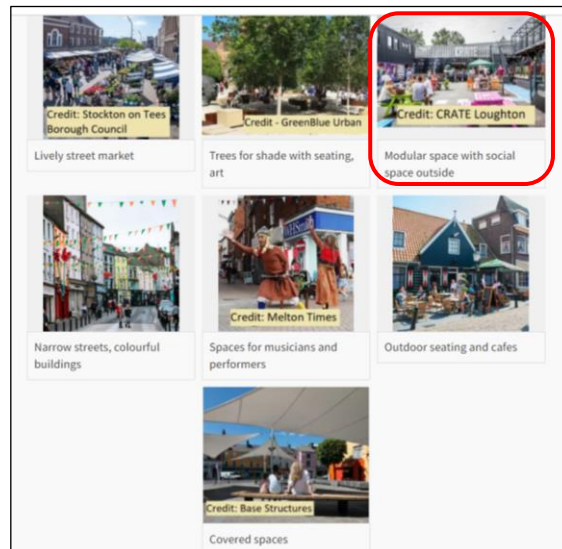 Credit: Stockton on Tees
Borough Council
Credit - GreenBlue Urban
CRATE
Credit: CRATE Loughton
Lively street market
Trees for shade with seating,
art
Modular space with social
space outside
WHSmith
Credit: Melton Times
Narrow streets, colourful
buildings
Spaces for musicians and
performers
Outdoor seating and cafes
Credit: Base Structures
Covered spaces